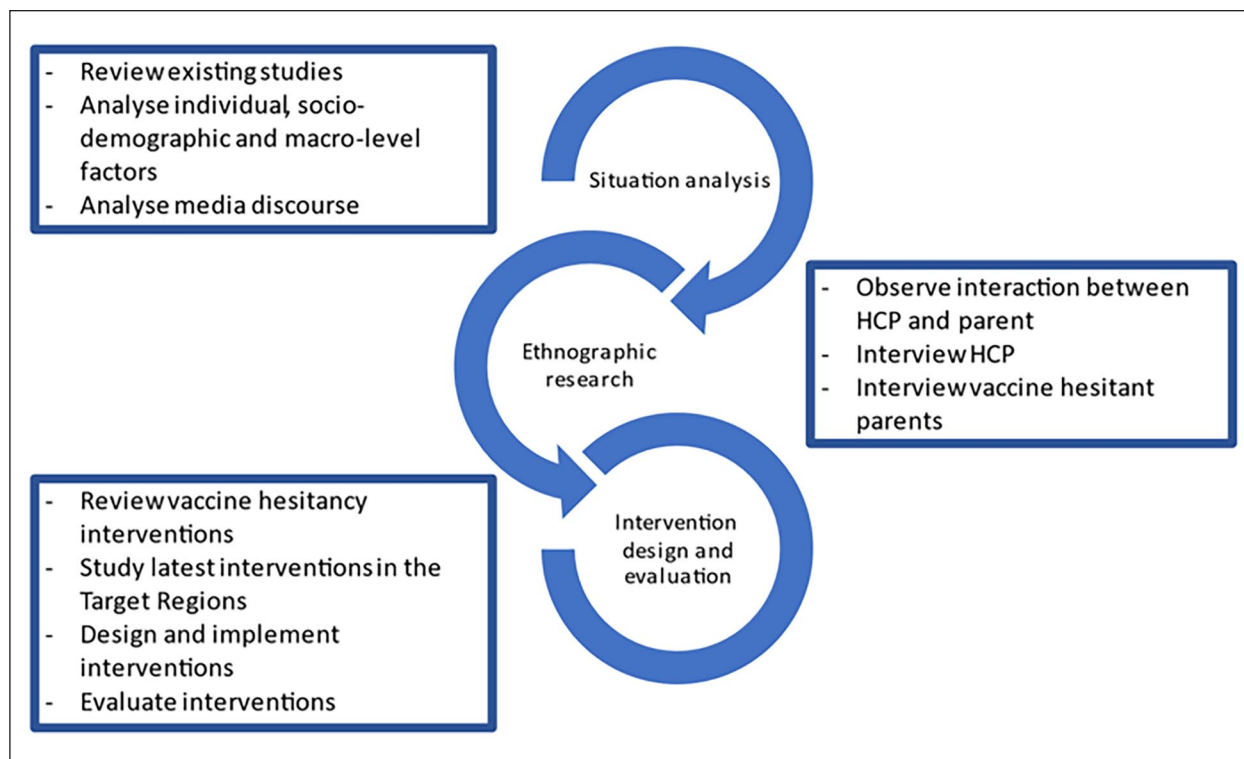 - Review existing studies
- Analyse individual, socio-
demographic and macro-level
factors
- Analyse media discourse
Situation analysis
- Observe interaction between
HCP and parent
- Interview HCP
- Interview vaccine hesitant
parents
Ethnographic
research
- Review vaccine hesitancy
interventions
- Study latest interventions in the
Target Regions
- Design and implement
interventions
- Evaluate interventions
Intervention
design and
evaluation